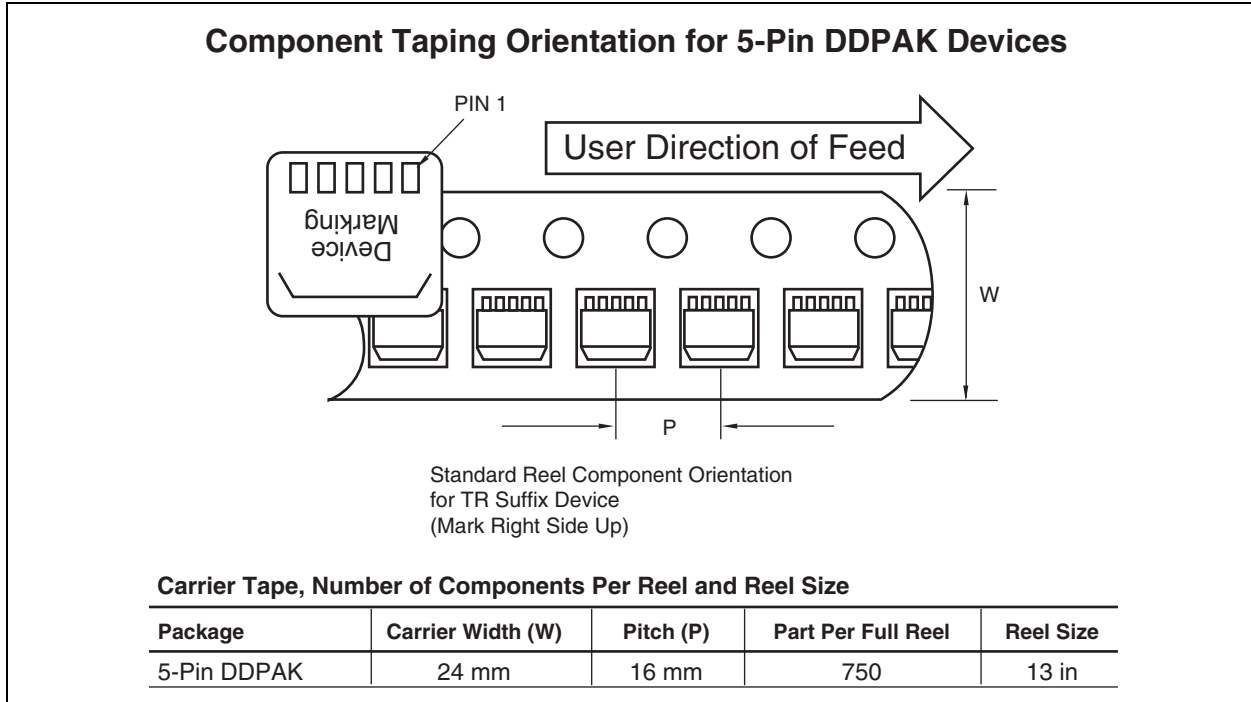 Component Taping Orientation for 5-Pin DDPAK Devices
PIN 1
User Direction of Feed
Device
Marking
W
P
Standard Reel Component Orientation
for TR Suffix Device
(Mark Right Side Up)
Carrier Tape, Number of Components Per Reel and Reel Size
Package Carrier Width (W) Pitch (P) Part Per Full Reel Reel Size
5-Pin DDPAK 24 mm 16 mm 750 13 in